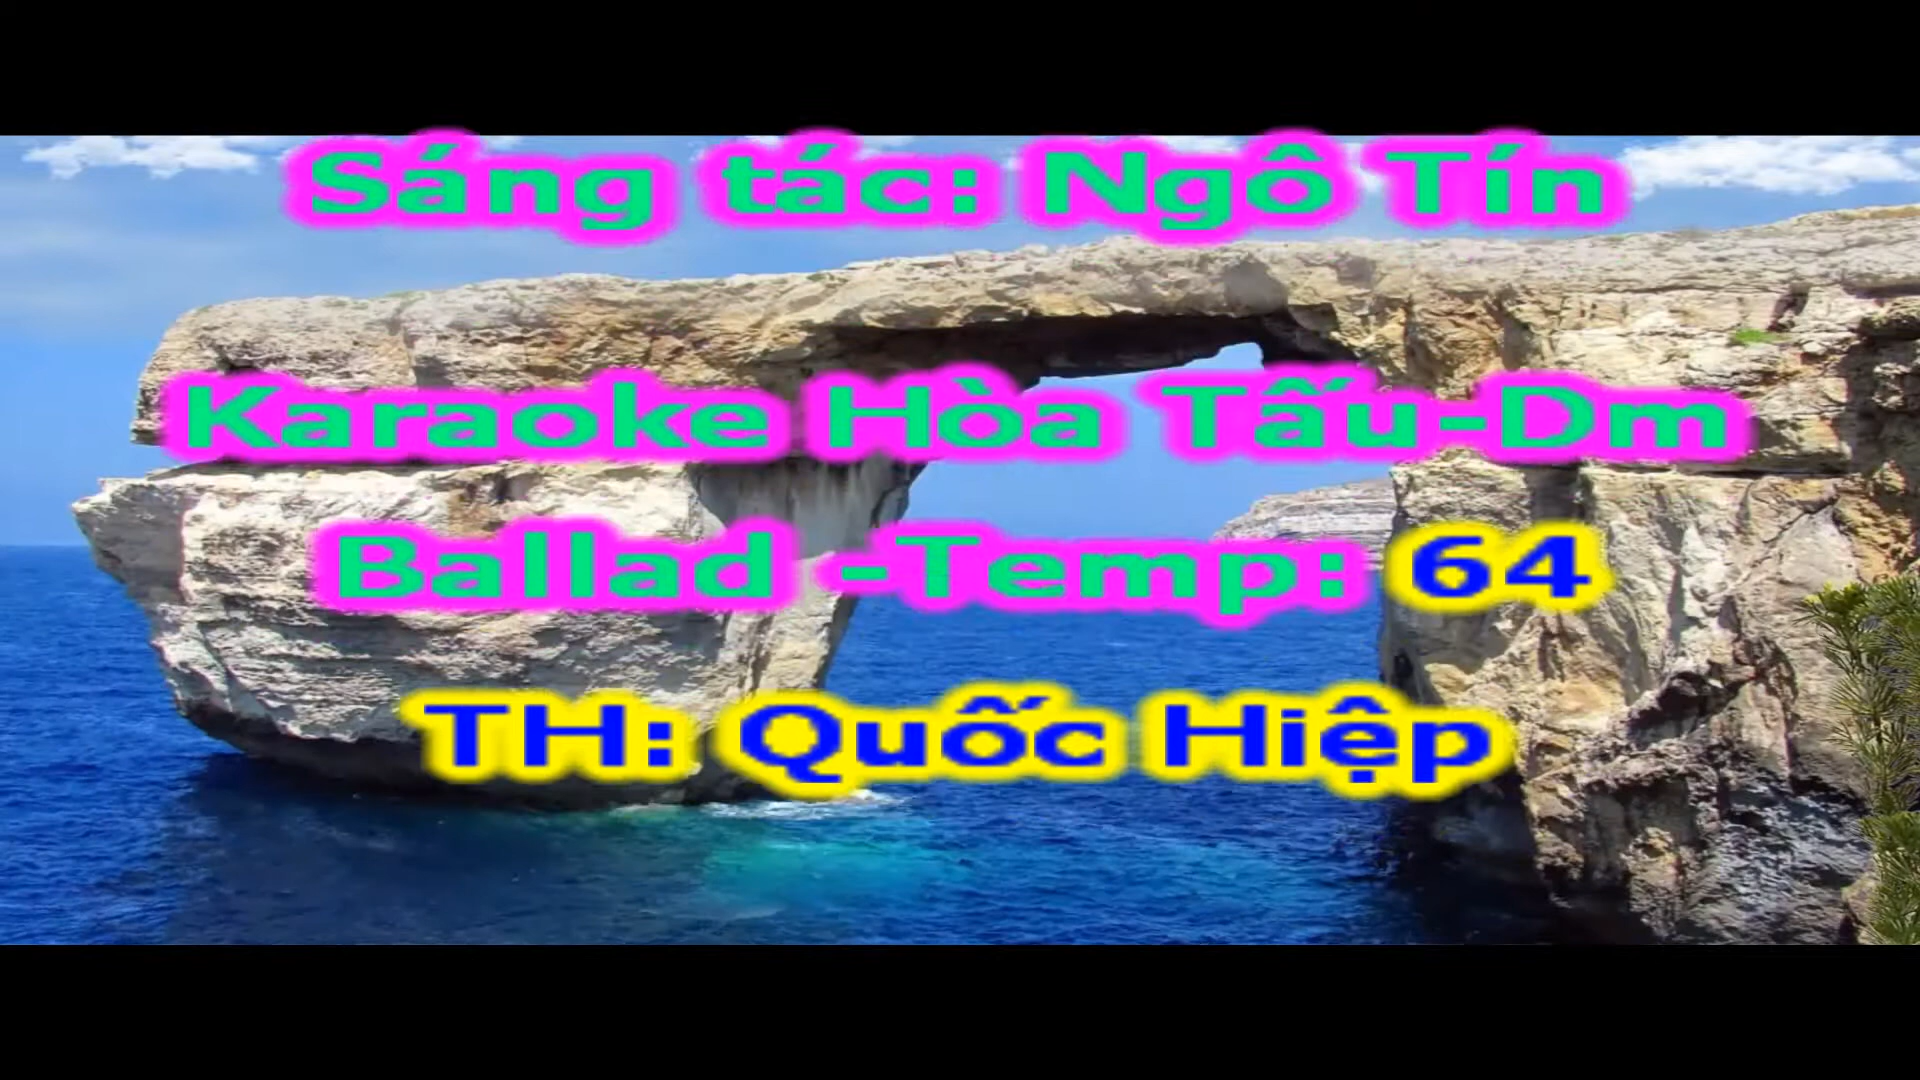 Sáng tác: Ngô Tín
Karaoke Hòa Tấu-Dm
Ballad -Temp: 64
TH: Quốc Hiệp